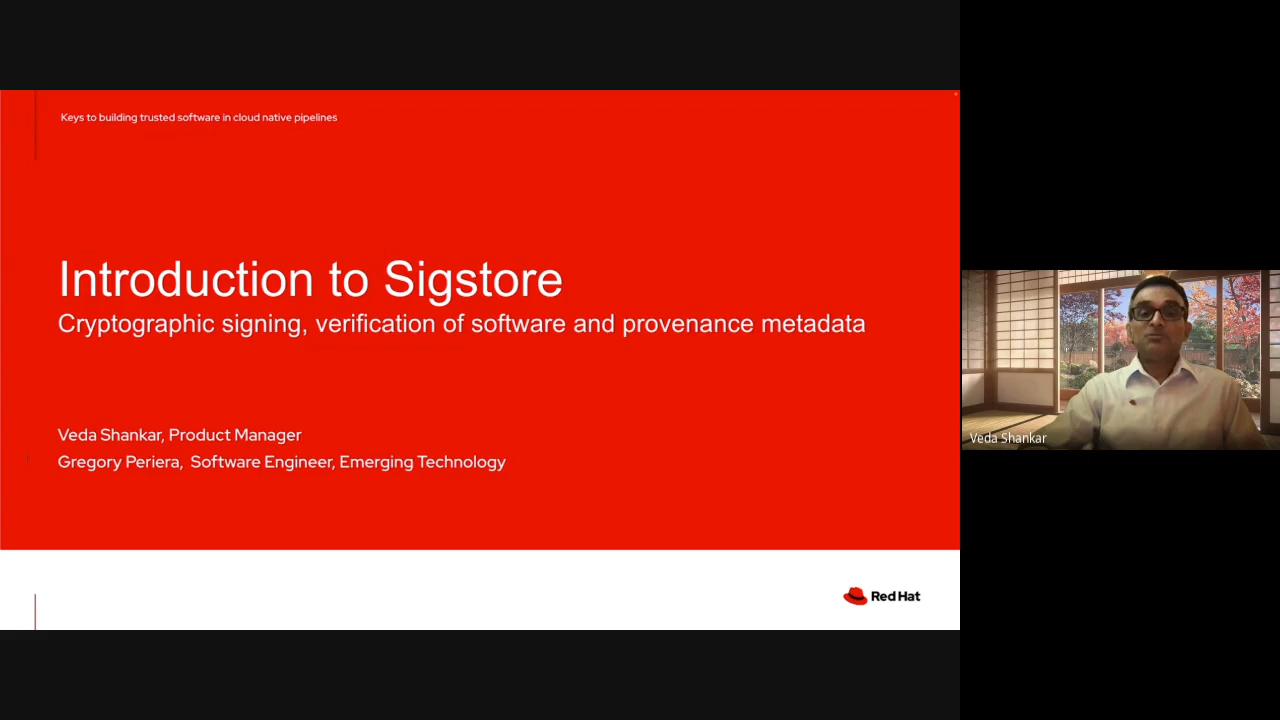 Keys to building trusted software in cloud native pipelines
Introduction to Sigstore
Cryptographic signing, verification of software and provenance metadata
Veda Shankar, Product Manager
Gregory Periera, Software Engineer, Emerging Technology
Red Hat
Veda Shankar